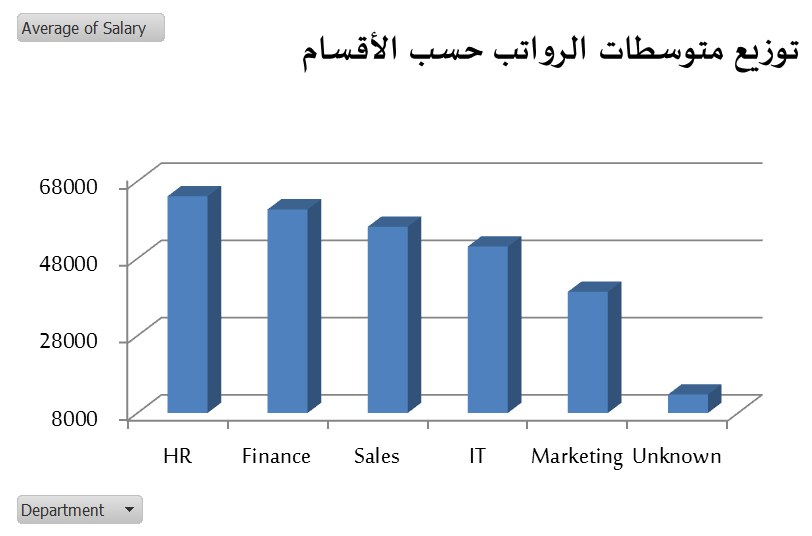 Average of Salary
توزيع متوسطات الرواتب حسب الأقسام
68000
48000
28000
8000
HR Finance Sales IT Marketing Unknown
Department